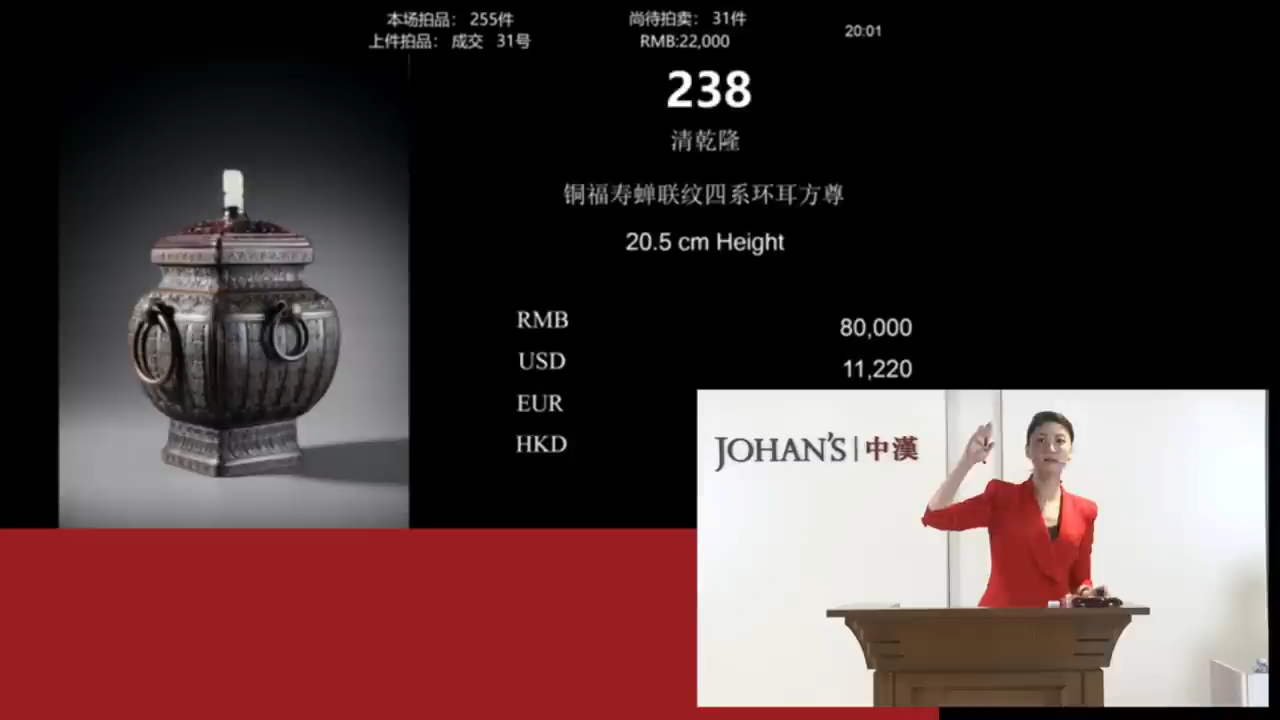 本场拍品: 255件
上件拍品: 成交 31号
尚待拍卖: 31件
RMB:22,000
20:01
238
清乾隆
铜福寿蝉联纹四系环耳方尊
20.5 cm Height
RMB 80,000
USD 11,220
EUR
HKD
JOHAN'S|中漢